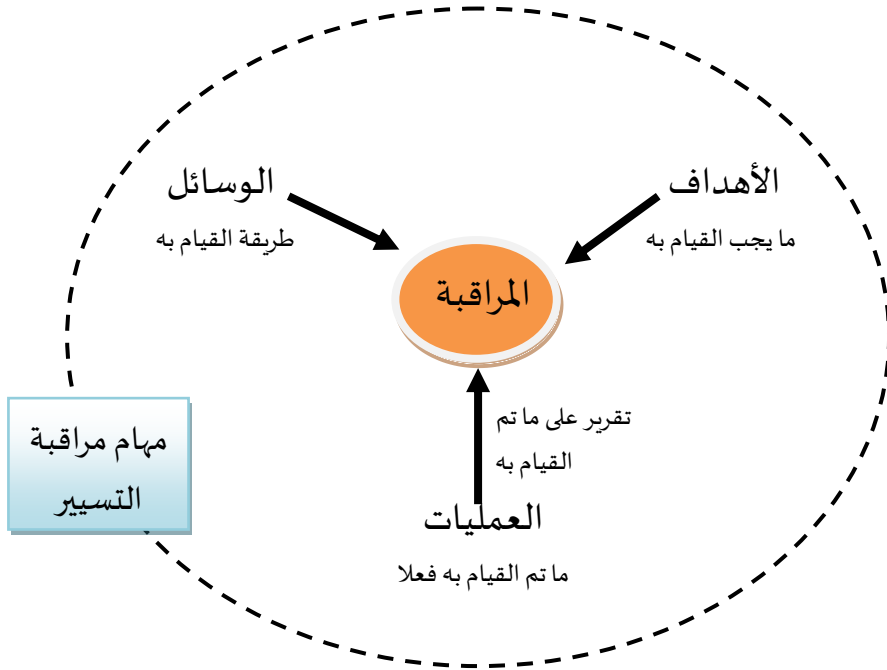 الأهداف
ما يجب القيام به
الوسائل
طريقة القيام به
المراقبة
تقرير على ما تم
القيام به
العمليات
ما تم القيام به فعلا
مهام مراقبة
التسيير